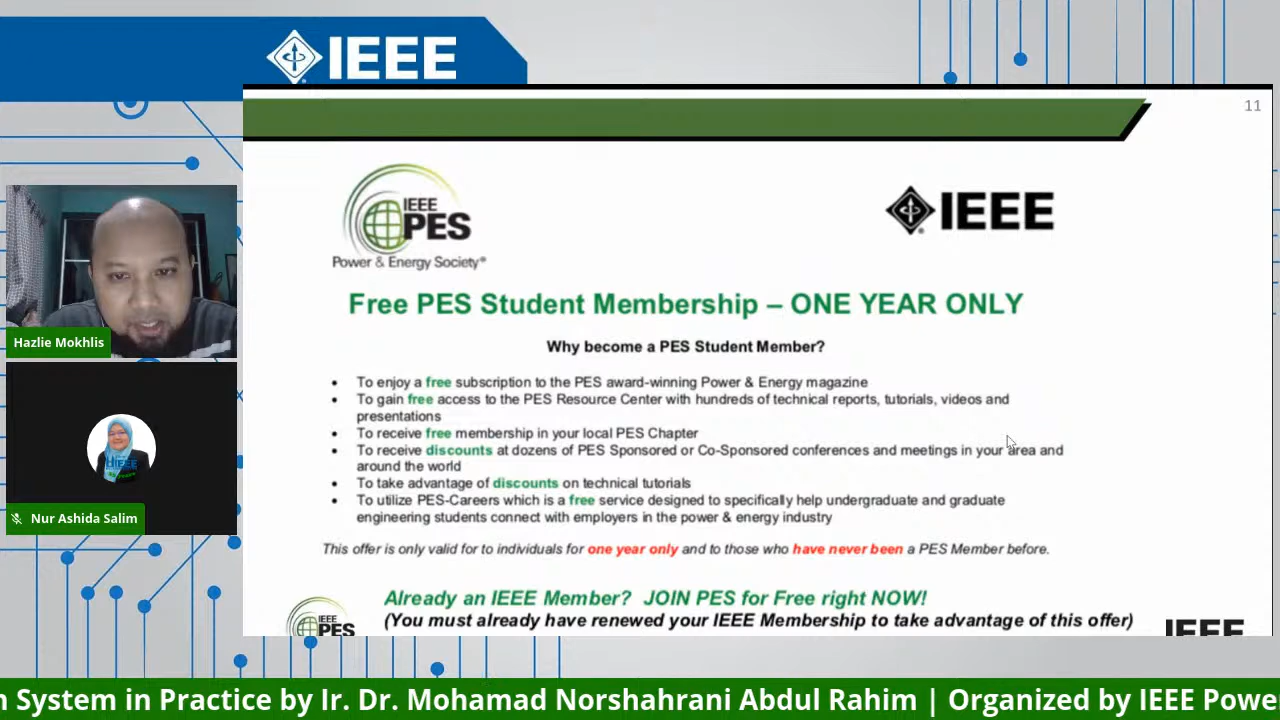 IEEE
11
IEEE
PES
Power & Energy Society®
IEEE
Free PES Student Membership – ONE YEAR ONLY
Why become a PES Student Member?
• To enjoy a free subscription to the PES award-winning Power & Energy magazine
• To gain free access to the PES Resource Center with hundreds of technical reports, tutorials, videos and
presentations
• To receive free membership in your local PES Chapter
• To receive discounts at dozens of PES Sponsored or Co-Sponsored conferences and meetings in your area and
around the world
• To take advantage of discounts on technical tutorials
• To utilize PES-Careers which is a free service designed to specifically help undergraduate and graduate
engineering students connect with employers in the power & energy industry
This offer is only valid for to individuals for one year only and to those who have never been a PES Member before.
Already an IEEE Member? JOIN PES for Free right NOW!
(You must already have renewed your IEEE Membership to take advantage of this offer)
IEEE
PES
IEEE
Hazlie Mokhlis
IEEE
Nur Ashida Salim
n System in Practice by Ir. Dr. Mohamad Norshahrani Abdul Rahim | Organized by IEEE Powe